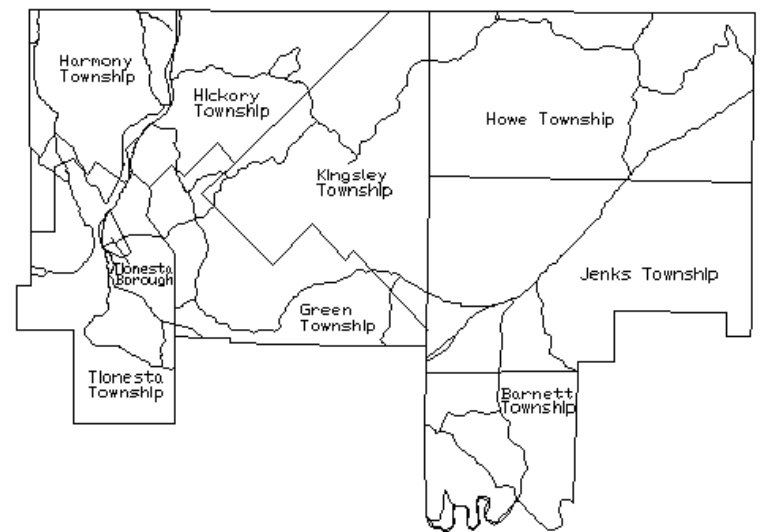 Harmony
Township
Hickory
Township
Howe Township
Kingsley
Township
Tionesta
Borough
Jenks Township
Green
Township
Tionesta
Township
Barnett
Township